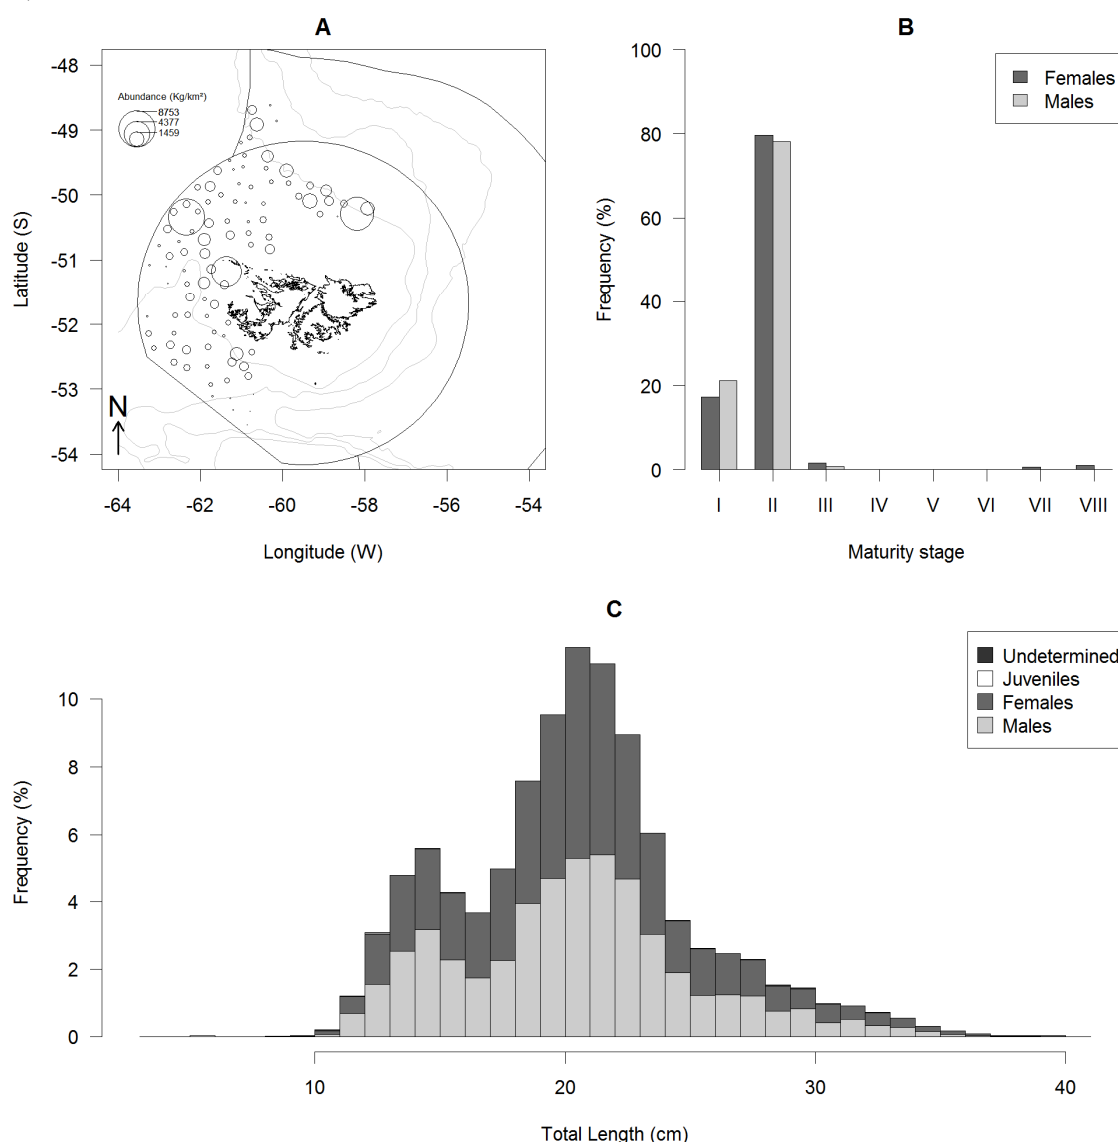 A
-48
-49
-50
-51
-52
-53
-54
Latitude (S)
Abundance (Kg/km²)
8753
4377
1459
N
-64
-62
-60
-58
-56
-54
Longitude (W)
B
100
80
60
40
20
0
Frequency (%)
Females
Males
I II III IV V VI VII VIII
Maturity stage
C
Undetermined
Juveniles
Females
Males
10
8
6
4
2
0
Frequency (%)
10 20 30 40
Total Length (cm)